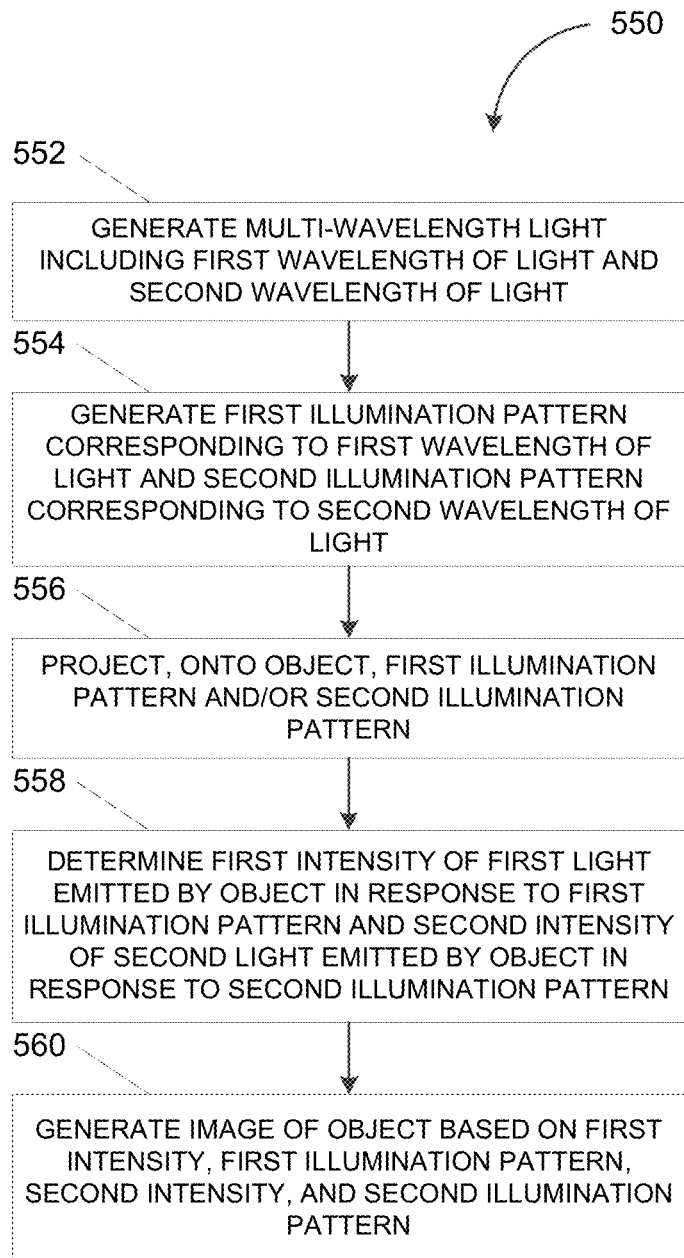 550
552
GENERATE MULTI-WAVELENGTH LIGHT
INCLUDING FIRST WAVELENGTH OF LIGHT AND
SECOND WAVELENGTH OF LIGHT
554
GENERATE FIRST ILLUMINATION PATTERN
CORRESPONDING TO FIRST WAVELENGTH OF
LIGHT AND SECOND ILLUMINATION PATTERN
CORRESPONDING TO SECOND WAVELENGTH OF
LIGHT
556
PROJECT, ONTO OBJECT, FIRST ILLUMINATION
PATTERN AND/OR SECOND ILLUMINATION
PATTERN
558
DETERMINE FIRST INTENSITY OF FIRST LIGHT
EMITTED BY OBJECT IN RESPONSE TO FIRST
ILLUMINATION PATTERN AND SECOND INTENSITY
OF SECOND LIGHT EMITTED BY OBJECT IN
RESPONSE TO SECOND ILLUMINATION PATTERN
560
GENERATE IMAGE OF OBJECT BASED ON FIRST
INTENSITY, FIRST ILLUMINATION PATTERN,
SECOND INTENSITY, AND SECOND ILLUMINATION
PATTERN